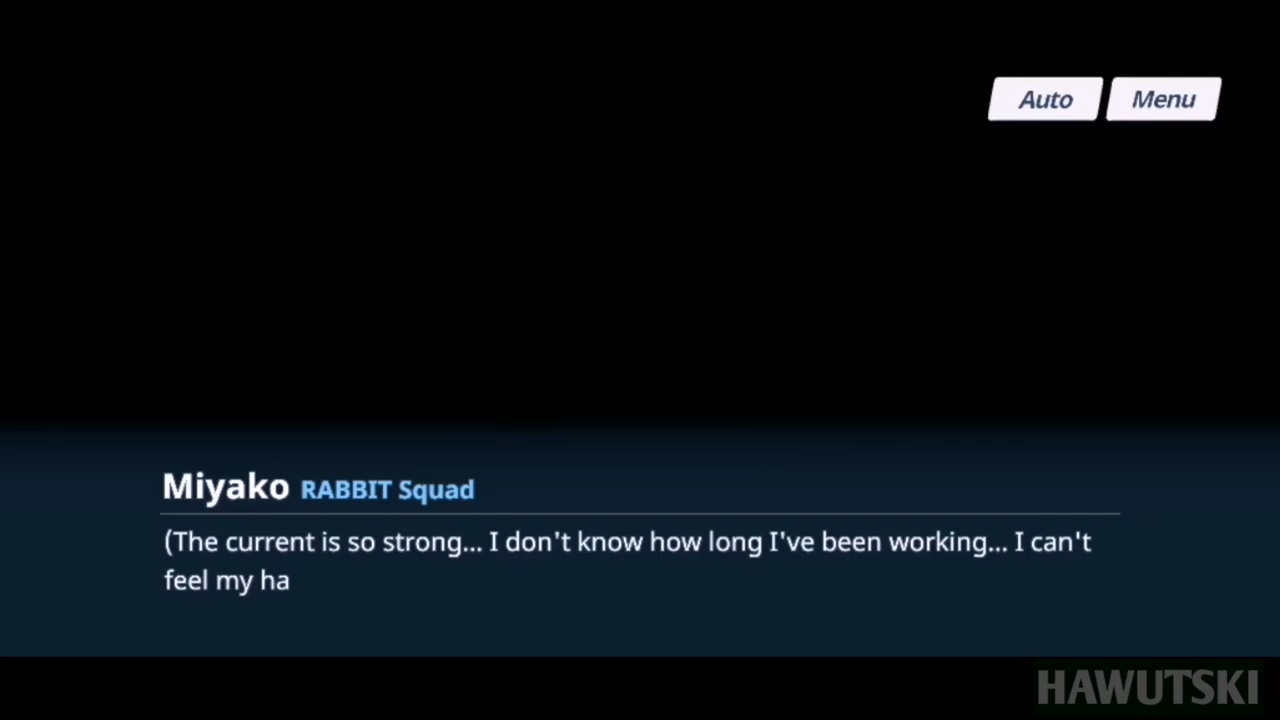 Auto Menu
Miyako RABBIT Squad
(The current is so strong... I don't know how long I've been working... I can't
feel my ha
HAWUTSKI